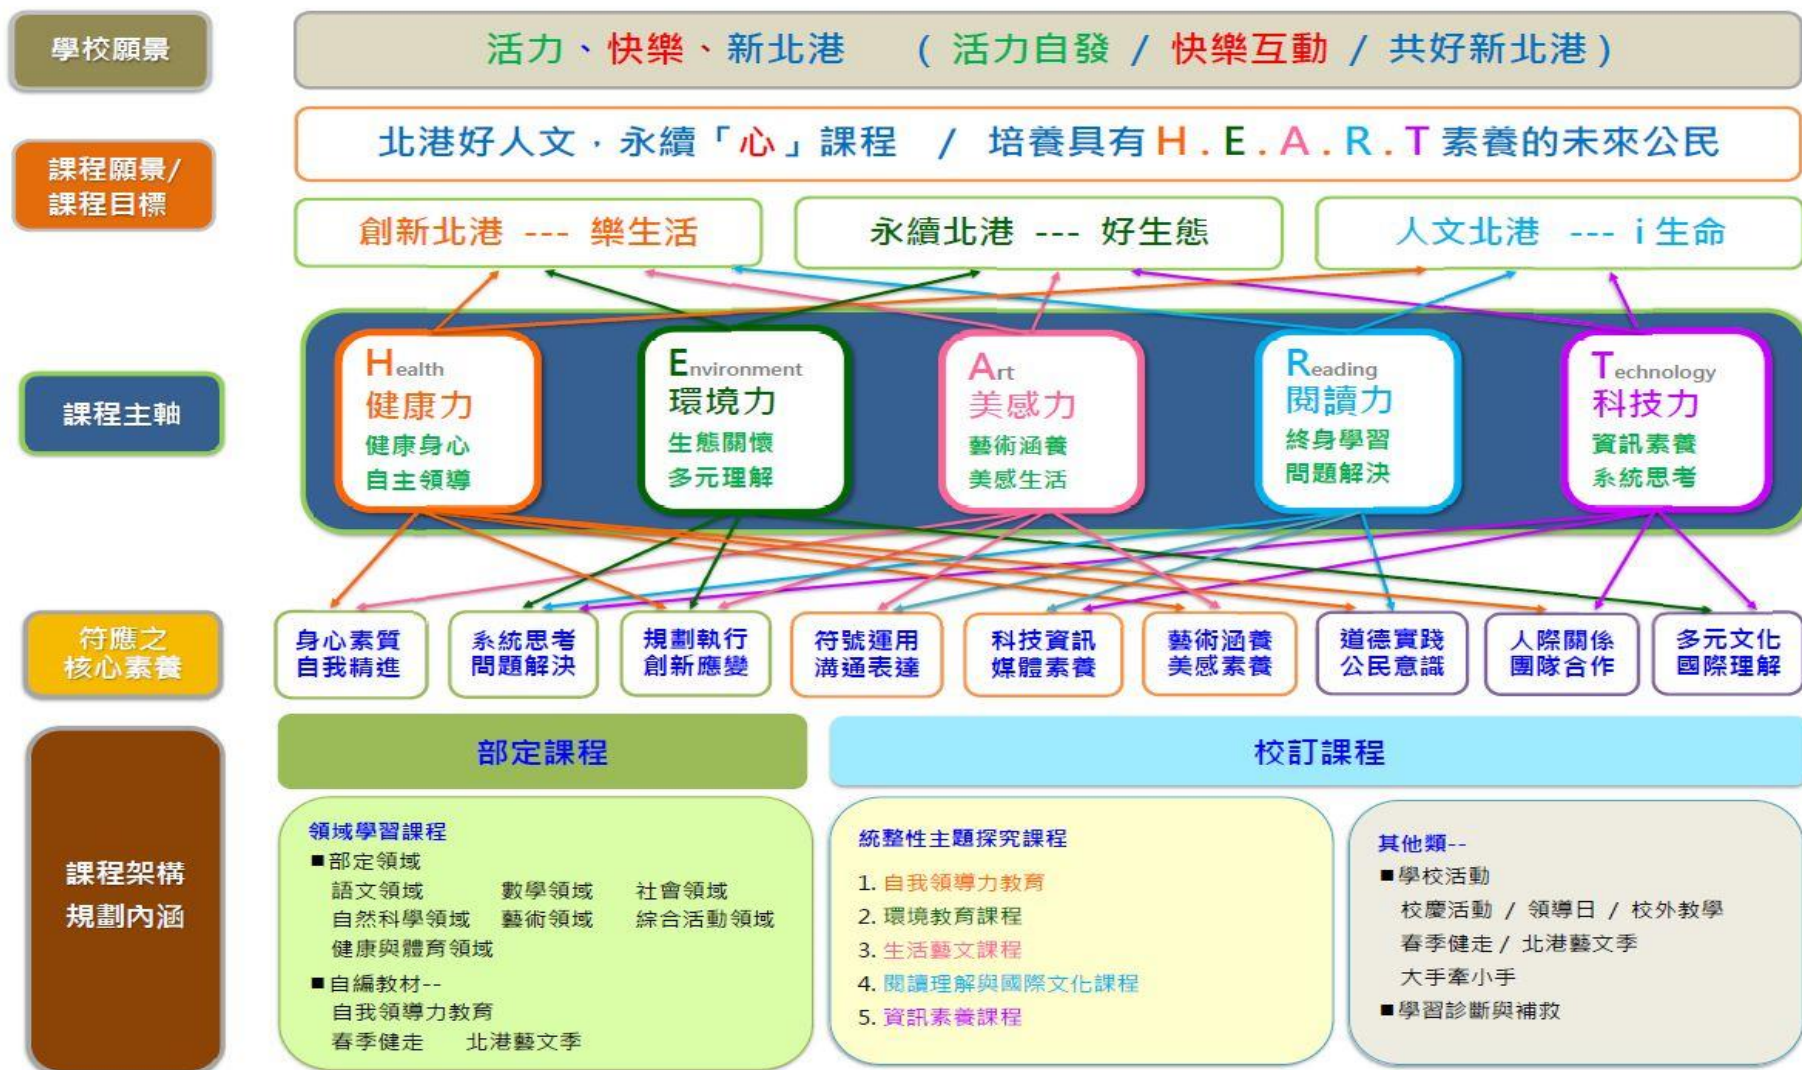 學校願景
活力、快樂、新北港 ( 活力自發 / 快樂互動 / 共好新北港 )
課程願景/
課程目標
北港好人文．永續「心」課程 / 培養具有 H . E . A . R . T 素養的未來公民
創新北港 --- 樂生活
永續北港 --- 好生態
人文北港 --- i 生命
課程主軸
Health
健康力
健康身心
自主領導
Environment
環境力
生態關懷
多元理解
Art
美感力
藝術涵養
美感生活
Reading
閱讀力
終身學習
問題解決
Technology
科技力
資訊素養
系統思考
符應之
核心素養
身心素質
自我精進
系統思考
問題解決
規劃執行
創新應變
符號運用
溝通表達
科技資訊
媒體素養
藝術涵養
美感素養
道德實踐
公民意識
人際關係
團隊合作
多元文化
國際理解
課程架構
規劃內涵
部定課程
校訂課程
領域學習課程
■部定領域
語文領域 數學領域 社會領域
自然科學領域 藝術領域 綜合活動領域
健康與體育領域
■自編教材--
自我領導力教育
春季健走 北港藝文季
統整性主題探究課程
1. 自我領導力教育
2. 環境教育課程
3. 生活藝文課程
4. 閱讀理解與國際文化課程
5. 資訊素養課程
其他類--
■學校活動
校慶活動 / 領導日 / 校外教學
春季健走 / 北港藝文季
大手牽小手
■學習診斷與補救